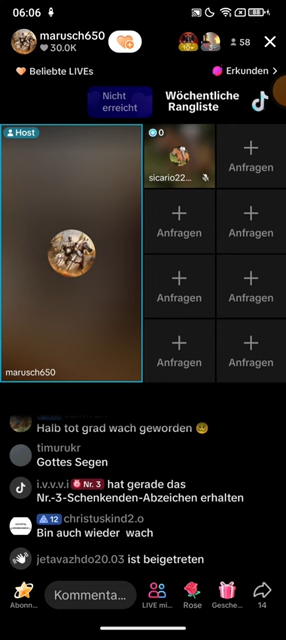 06:06
marusch650
30.0K
10+
3
58
Beliebte LIVEs
Erkunden
Nicht
erreicht
Wöchentliche
Rangliste
Host
0
sicario22...
Anfragen
Anfragen
Anfragen
Anfragen
Anfragen
Anfragen
Anfragen
marusch650
Halb tot grad wach geworden 🤓
timurukr
Gottes Segen
i.v.v.v.i Nr. 3 hat gerade das
Nr.-3-Schenkenden-Abzeichen erhalten
12 christuskind2.o
Bin auch wieder wach
jetavazhdo20.03 ist beigetreten
Abonn...
Kommenta...
LIVE mi...
Rose
Gesche...
14